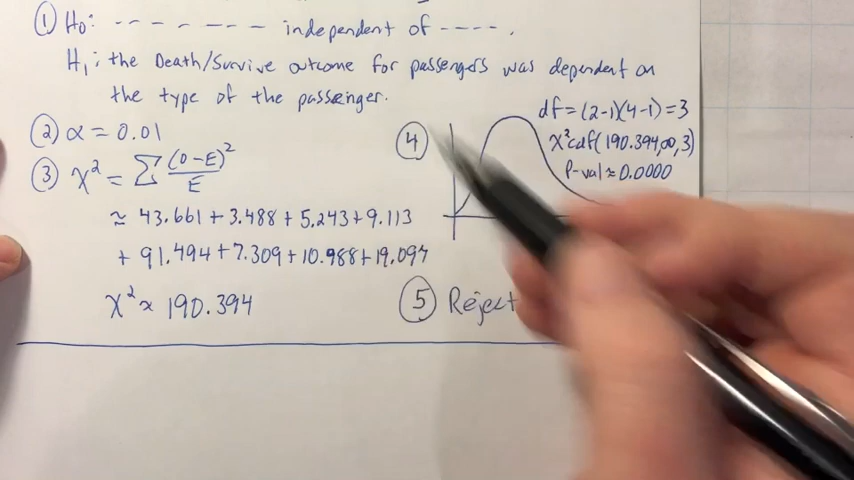 ① H₀: - - - - - - - independent of - - - - .
H₁: the Death/Survive outcome for passengers was dependent on
the type of the passenger.
② α = 0.01
③ χ² = Σ (O-E)²/E
≈ 43.661 + 3.488 + 5.243 + 9.113
+ 91.494 + 7.309 + 10.988 + 19.097
χ² ≈ 190.394
④
df = (2-1)(4-1) = 3
χ²cdf(190.394,∞,3)
P-val ≈ 0.0000
⑤ Reject